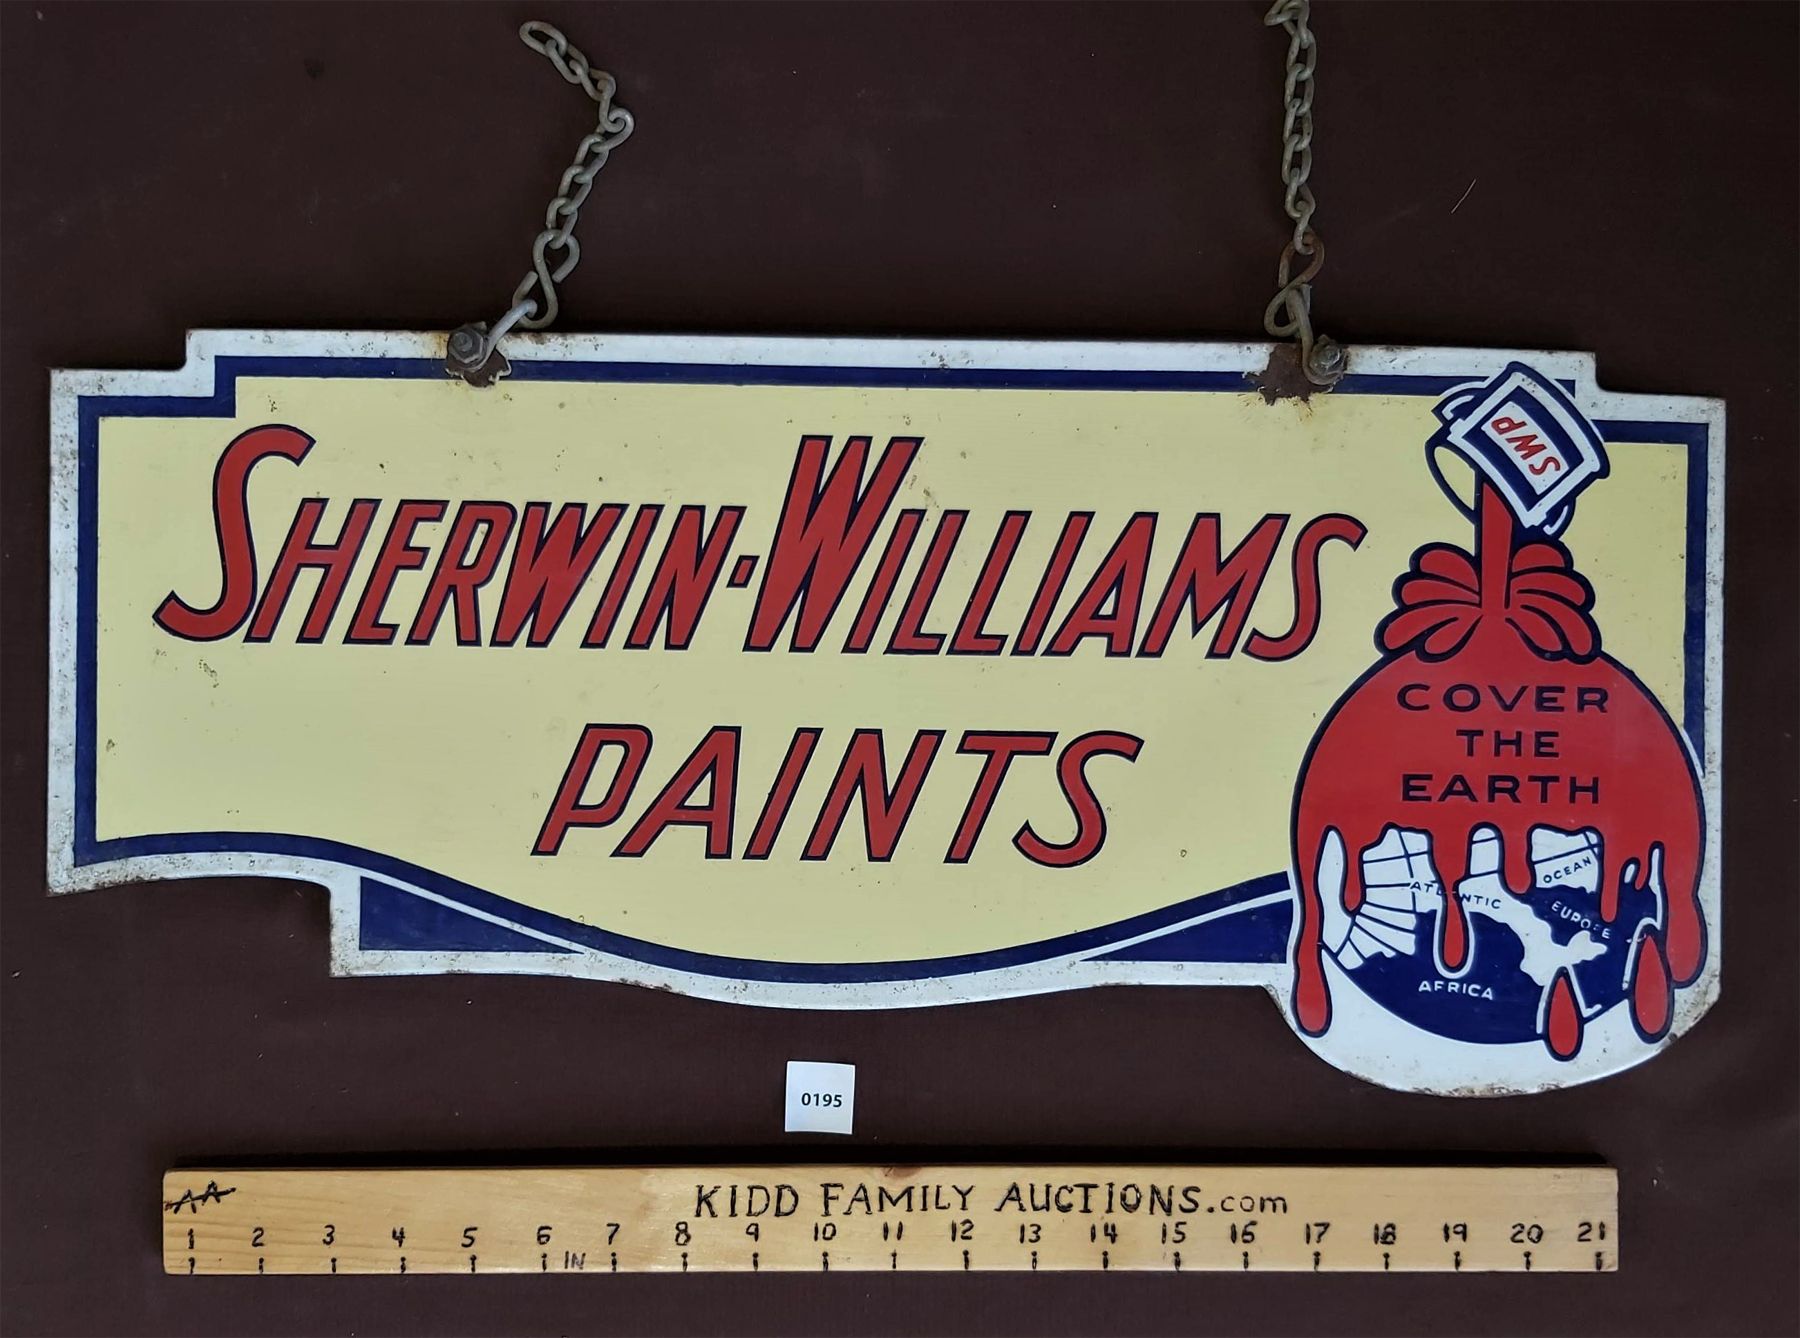 SHERWIN-WILLIAMS
PAINTS
SWP
COVER
THE
EARTH
ATLANTIC
OCEAN
EUROPE
AFRICA
0195
AA
KIDD FAMILY AUCTIONS.com
1 2 3 4 5 6 7 8 9 10 11 12 13 14 15 16 17 18 19 20 21
IN